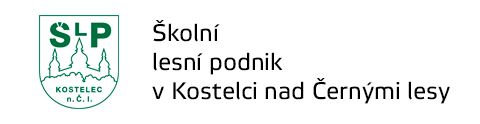 ŠLP
KOSTELEC
n. Č. l.
Školní
lesní podnik
v Kostelci nad Černými lesy